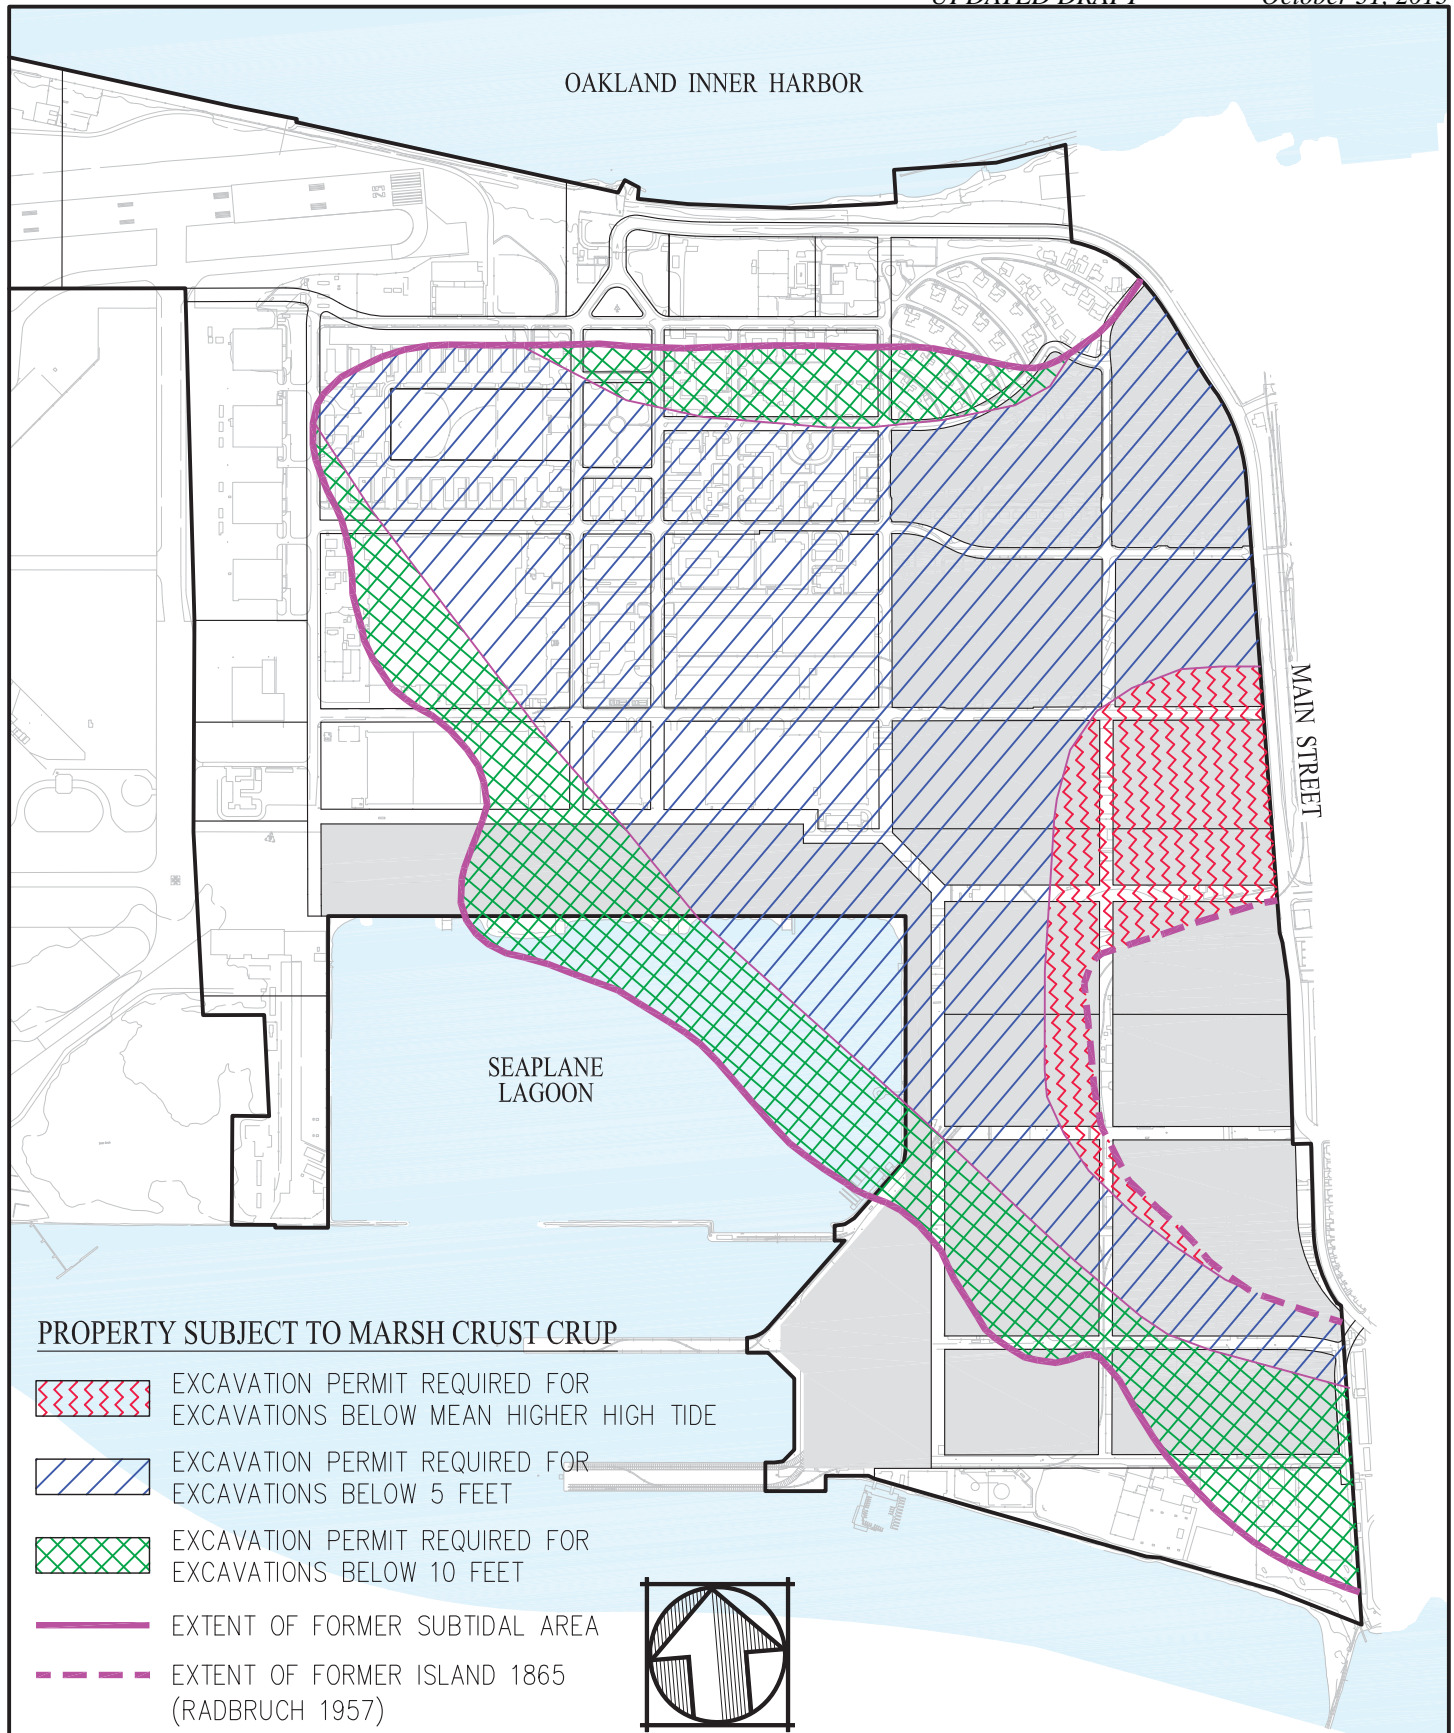 OAKLAND INNER HARBOR
MAIN STREET
SEAPLANE
LAGOON
PROPERTY SUBJECT TO MARSH CRUST CRUP
EXCAVATION PERMIT REQUIRED FOR
EXCAVATIONS BELOW MEAN HIGHER HIGH TIDE
EXCAVATION PERMIT REQUIRED FOR
EXCAVATIONS BELOW 5 FEET
EXCAVATION PERMIT REQUIRED FOR
EXCAVATIONS BELOW 10 FEET
EXTENT OF FORMER SUBTIDAL AREA
EXTENT OF FORMER ISLAND 1865
(RADBRUCH 1957)